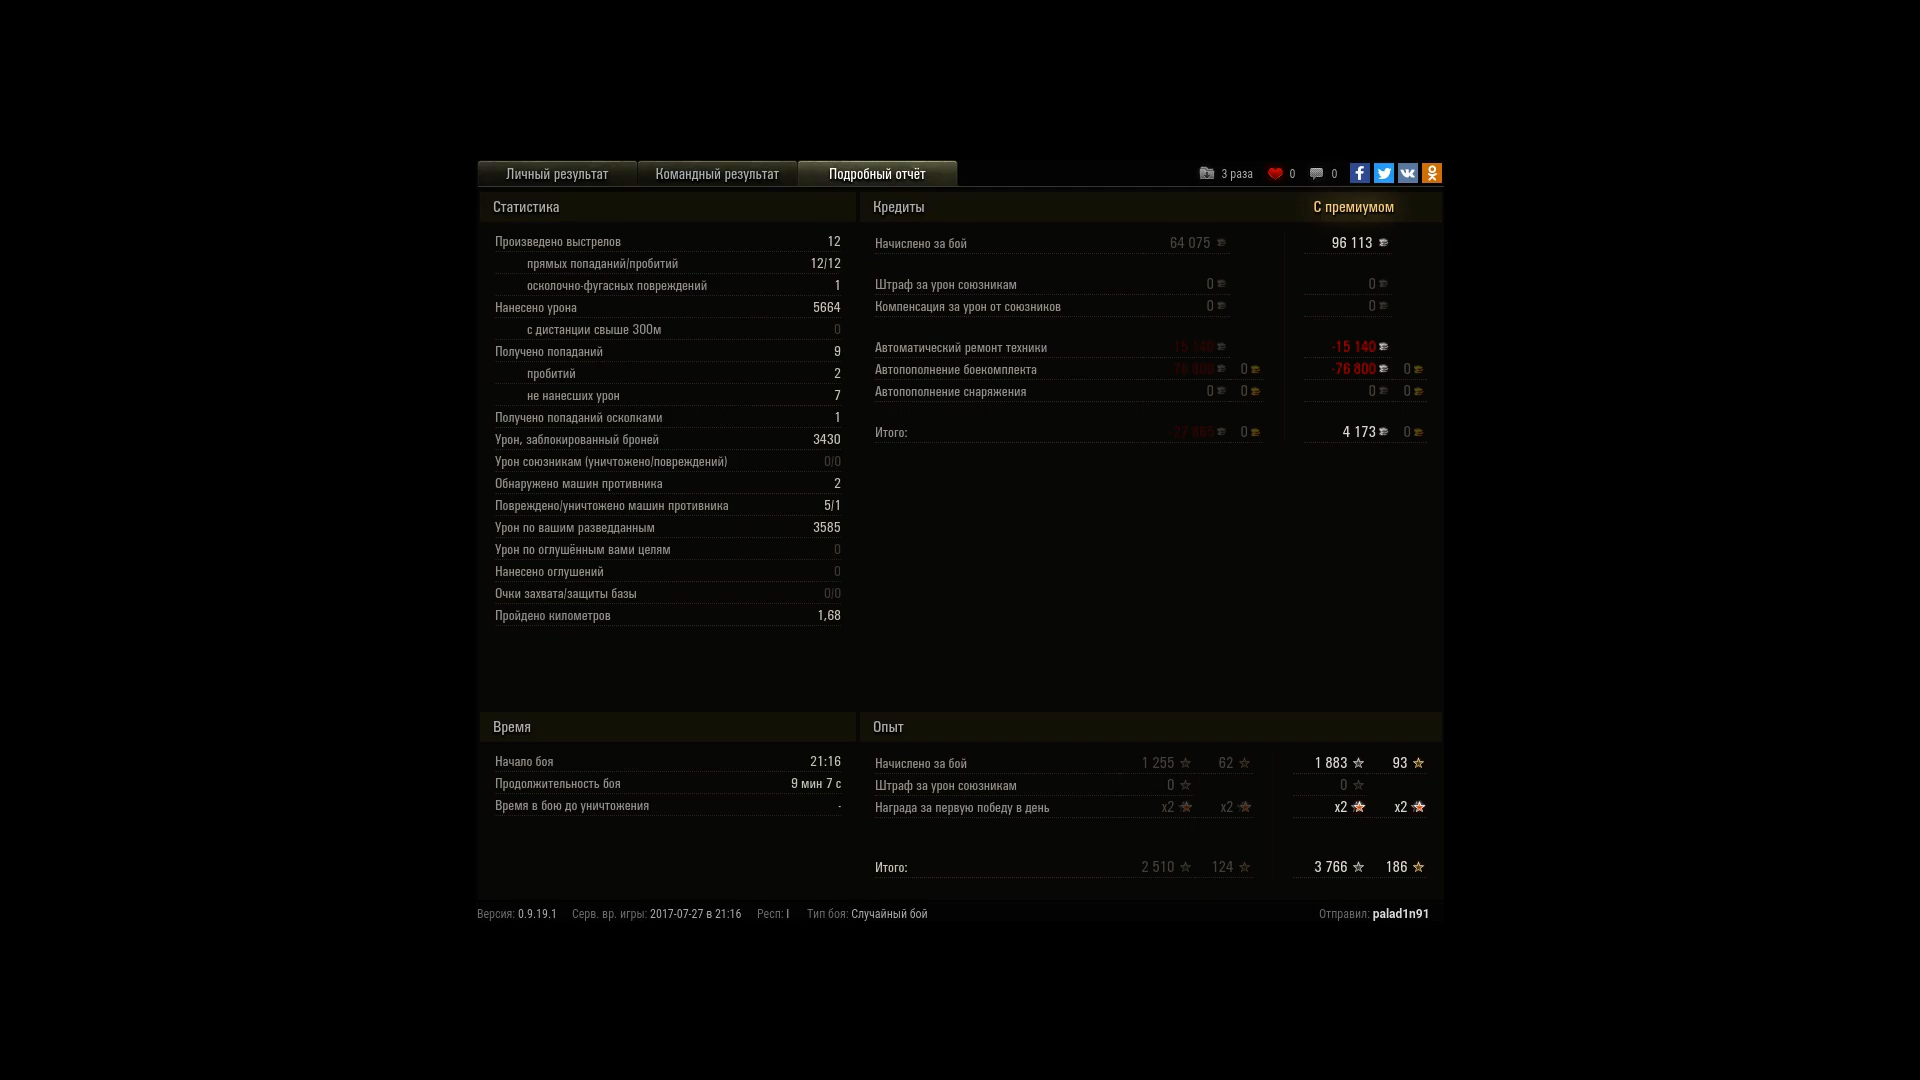 Личный результат Командный результат Подробный отчёт 3 раза 0 0
Статистика
Произведено выстрелов 12
прямых попаданий/пробитий 12/12
осколочно-фугасных повреждений 1
Нанесено урона 5664
с дистанции свыше 300м 0
Получено попаданий 9
пробитий 2
не нанесших урон 7
Получено попаданий осколками 1
Урон, заблокированный броней 3430
Урон союзникам (уничтожено/повреждений) 0/0
Обнаружено машин противника 2
Повреждено/уничтожено машин противника 5/1
Урон по вашим разведданным 3585
Урон по оглушённым вами целям 0
Нанесено оглушений 0
Очки захвата/защиты базы 0/0
Пройдено километров 1,68
Кредиты С премиумом
Начислено за бой 64 075 96 113
Штраф за урон союзникам 0 0
Компенсация за урон от союзников 0 0
Автоматический ремонт техники -15 140 -15 140
Автопополнение боекомплекта -76 800 0 -76 800 0
Автопополнение снаряжения 0 0 0 0
Итого: -27 865 0 4 173 0
Время
Начало боя 21:16
Продолжительность боя 9 мин 7 с
Время в бою до уничтожения -
Опыт
Начислено за бой 1 255 62 1 883 93
Штраф за урон союзникам 0 0
Награда за первую победу в день x2 x2 x2 x2
Итого: 2 510 124 3 766 186
Версия: 0.9.19.1 Серв. вр. игры: 2017-07-27 в 21:16 Респ: I Тип боя: Случайный бой Отправил: palad1n91